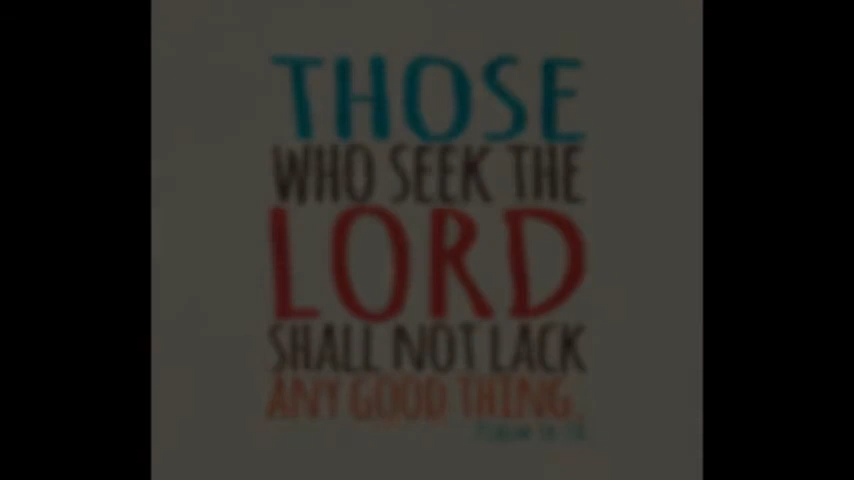 THOSE
WHO SEEK THE
LORD
SHALL NOT LACK
ANY GOOD THING.